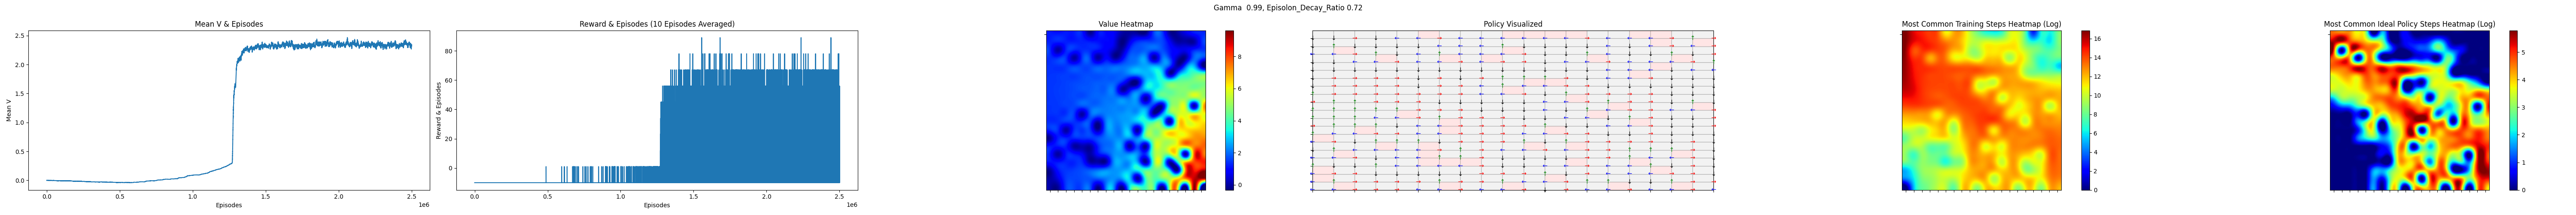 Gamma  0.99, Episolon_Decay_Ratio 0.72
Mean V & Episodes
Mean V
2.5
2.0
1.5
1.0
0.5
0.0
0.0 0.5 1.0 1.5 2.0 2.5
1e6
Episodes
Reward & Episodes (10 Episodes Averaged)
Reward & Episodes
80
60
40
20
0
0.0 0.5 1.0 1.5 2.0 2.5
1e6
Episodes
Value Heatmap
8
6
4
2
0
Policy Visualized
Most Common Training Steps Heatmap (Log)
16
14
12
10
8
6
4
2
0
Most Common Ideal Policy Steps Heatmap (Log)
5
4
3
2
1
0